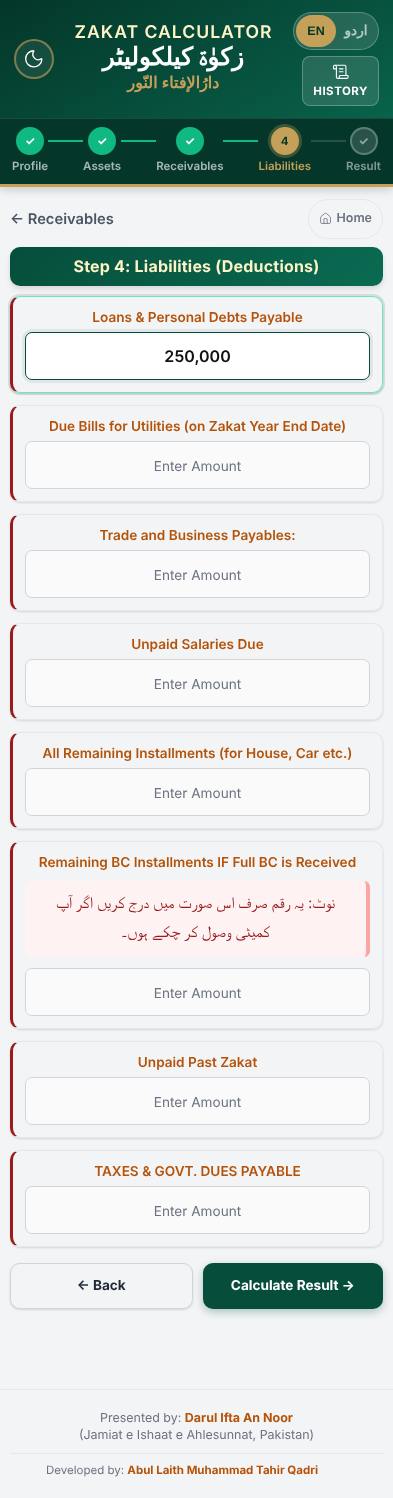 ZAKAT CALCULATOR
زکوٰۃ کیلکولیٹر
دارُالإفتاء النّور
EN اردو
HISTORY
4
Profile Assets Receivables Liabilities Result
← Receivables
Home
Step 4: Liabilities (Deductions)
Loans & Personal Debts Payable
250,000
Due Bills for Utilities (on Zakat Year End Date)
Enter Amount
Trade and Business Payables:
Enter Amount
Unpaid Salaries Due
Enter Amount
All Remaining Installments (for House, Car etc.)
Enter Amount
Remaining BC Installments IF Full BC is Received
نوٹ: یہ رقم صرف اس صورت میں درج کریں اگر آپ
کمیٹی وصول کر چکے ہوں۔
Enter Amount
Unpaid Past Zakat
Enter Amount
TAXES & GOVT. DUES PAYABLE
Enter Amount
← Back
Calculate Result →
Presented by: Darul Ifta An Noor
(Jamiat e Ishaat e Ahlesunnat, Pakistan)
Developed by: Abul Laith Muhammad Tahir Qadri